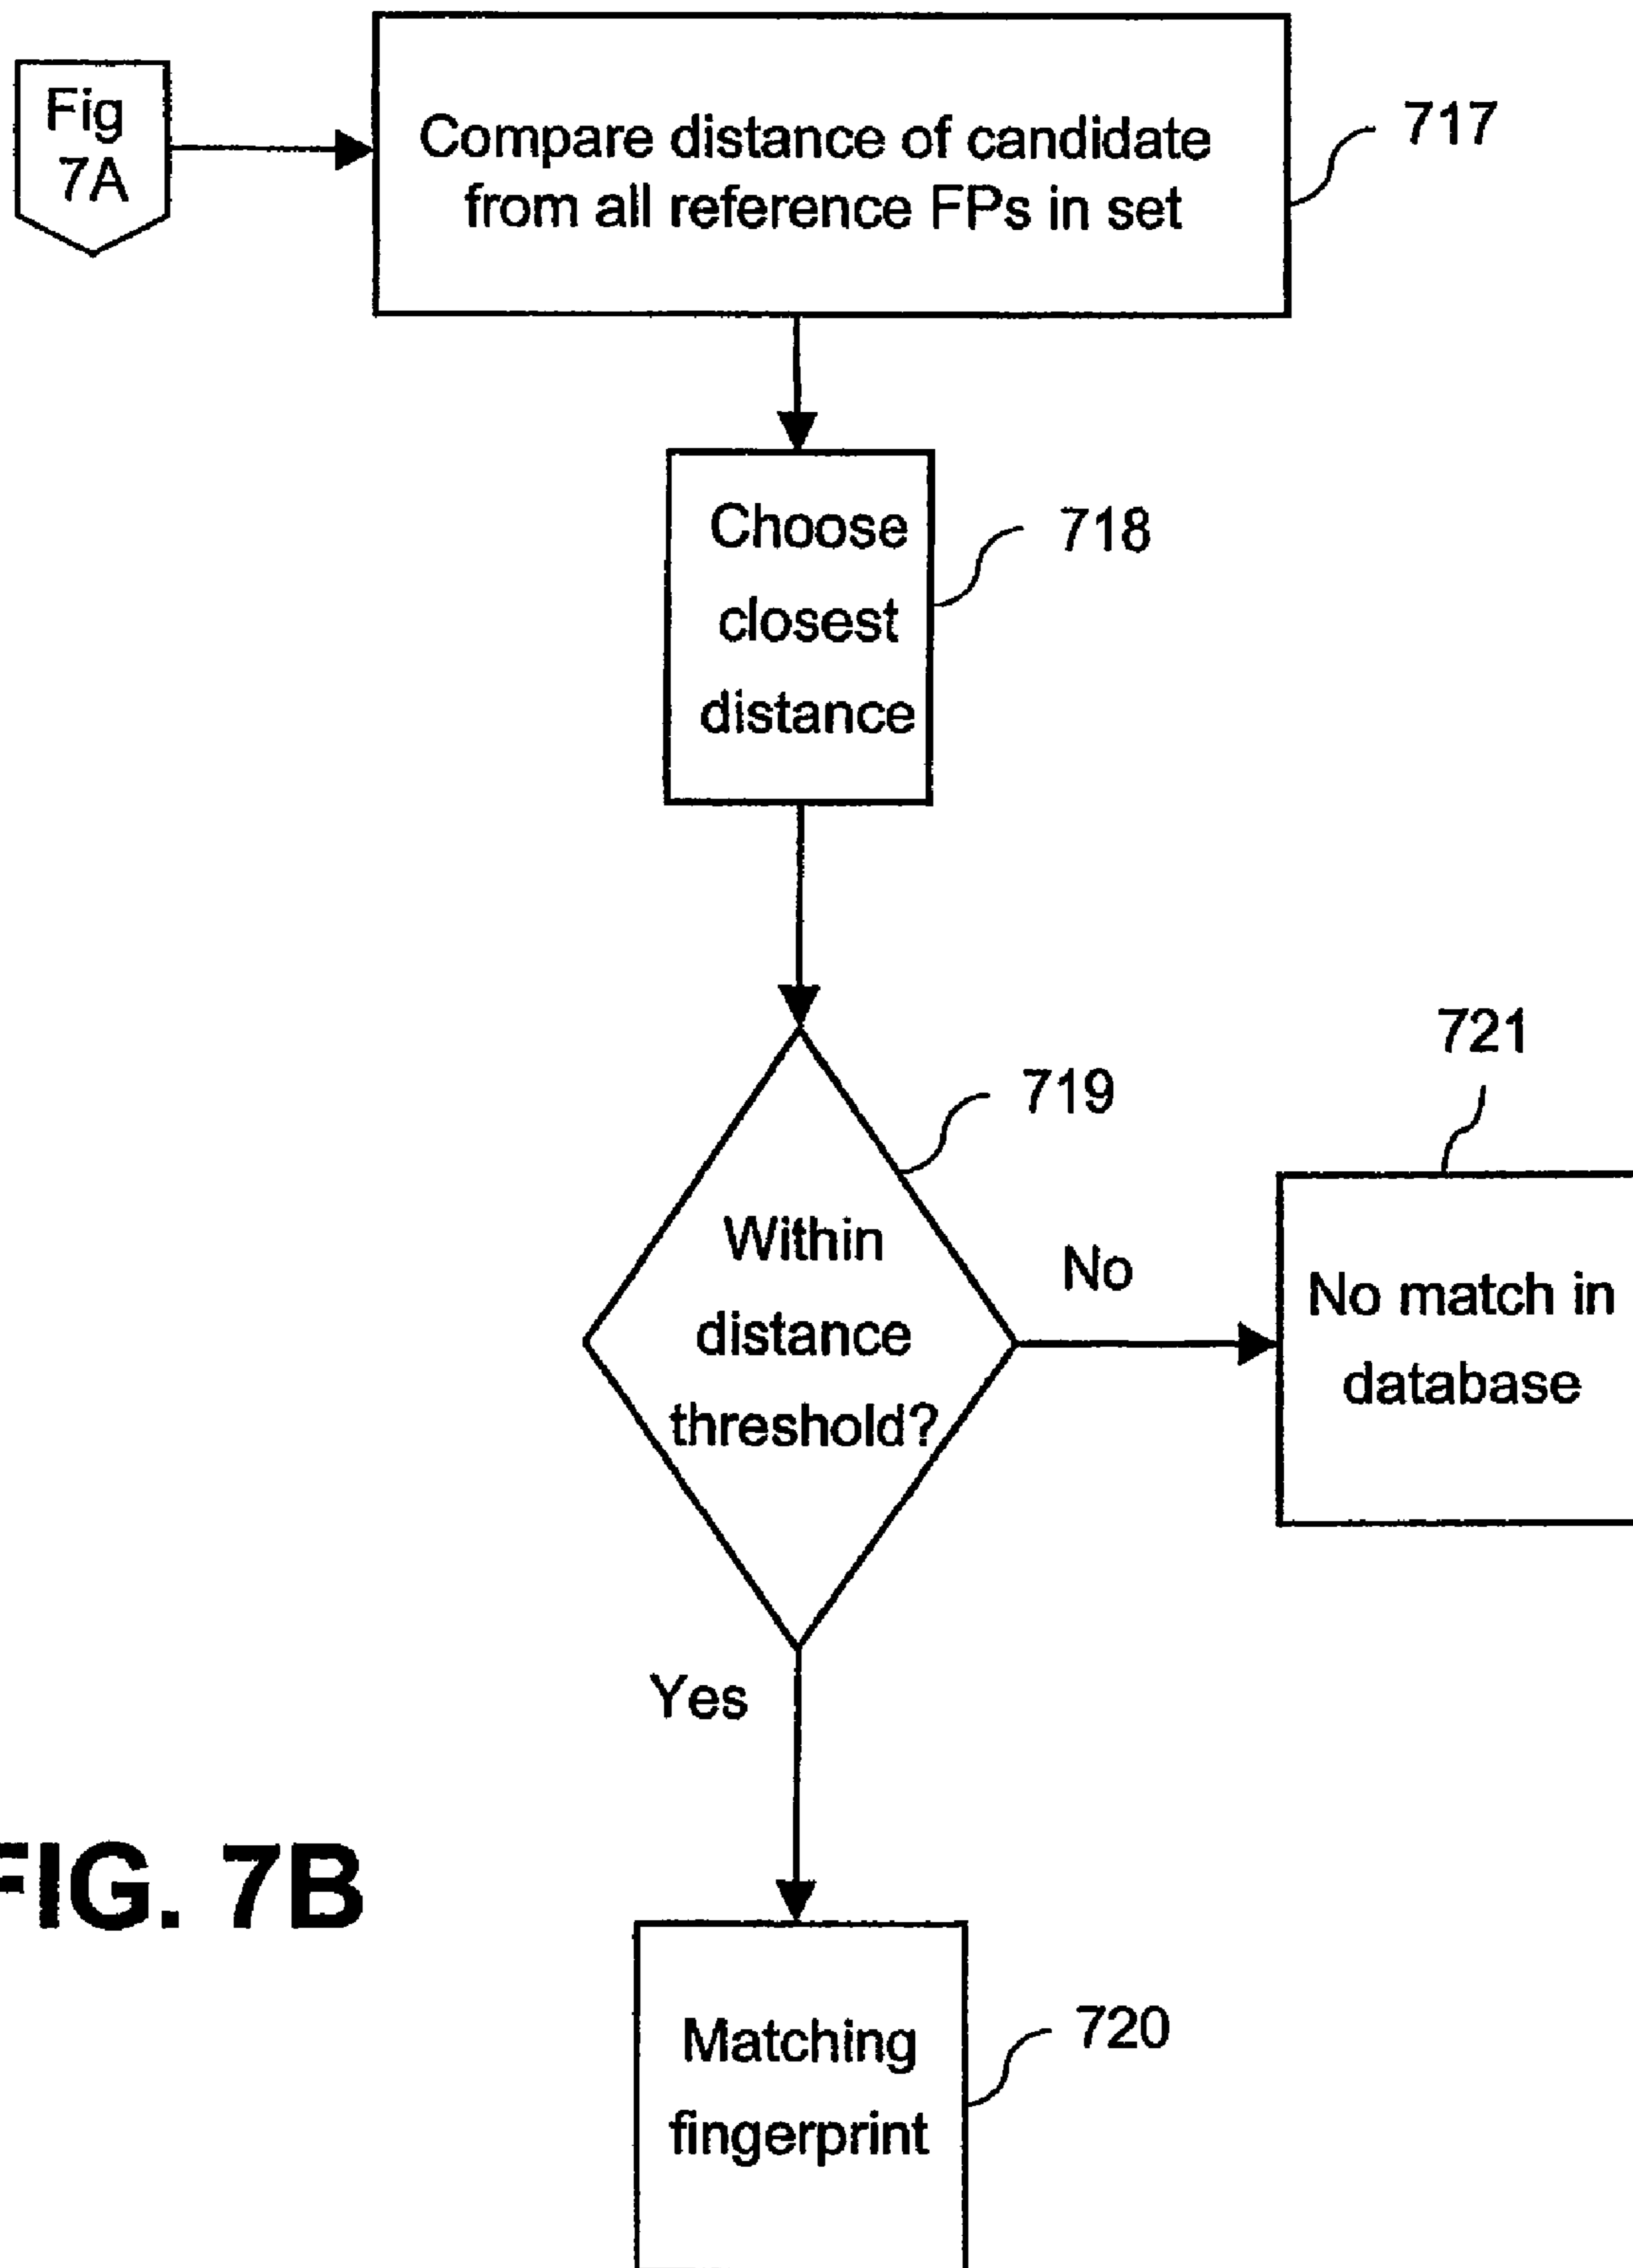 Fig
7A
Compare distance of candidate
from all reference FPs in set
717
Choose
closest
distance
718
719
Within
distance
threshold?
No
721
No match in
database
Yes
FIG. 7B
Matching
fingerprint
720